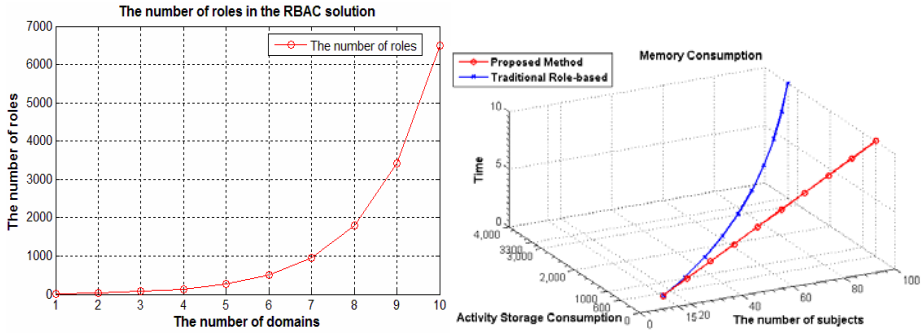 The number of roles in the RBAC solution
The number of roles
7000
6000
5000
4000
3000
2000
1000
0
The number of roles
1 2 3 4 5 6 7 8 9 10
The number of domains
Proposed Method
Traditional Role-based
Memory Consumption
10
5
0
Time
4,000
3300
3,000
2,000
1000
600
0
Activity Storage Consumption
0 15 20 40 60 80 100
The number of subjects